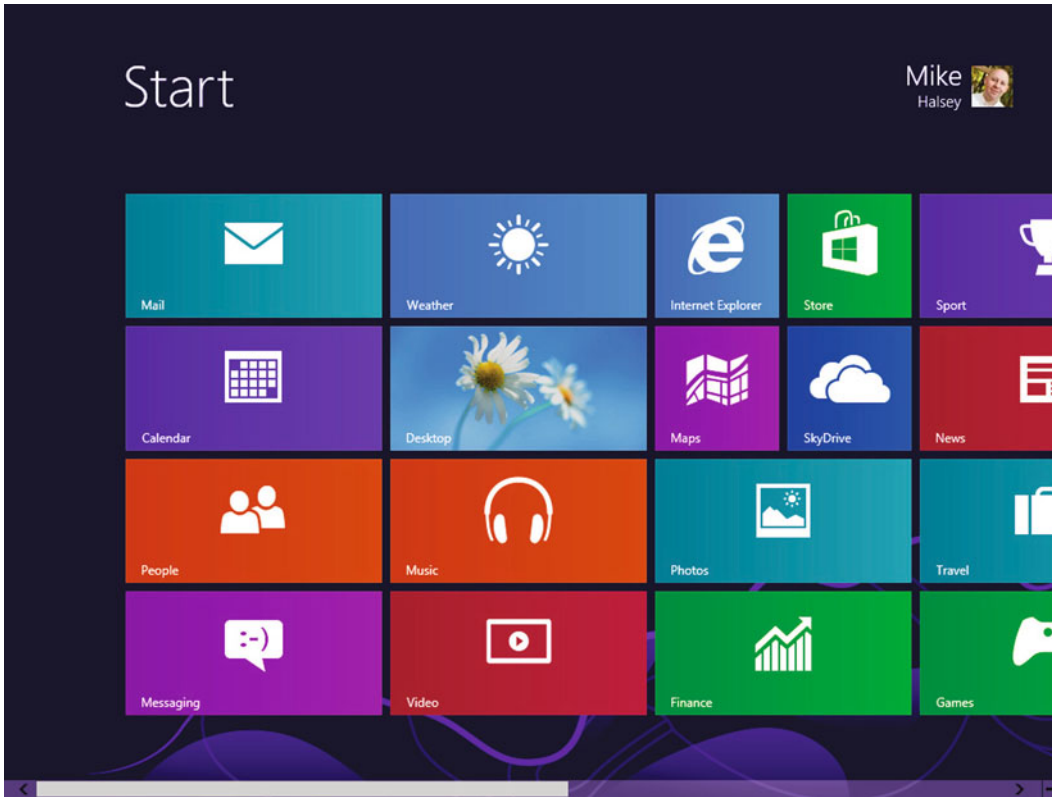 Start
Mike
Halsey
Mail
Weather
Internet Explorer
Store
Sport
Calendar
Desktop
Maps
SkyDrive
News
People
Music
Photos
Travel
:-)
Messaging
Video
Finance
Games